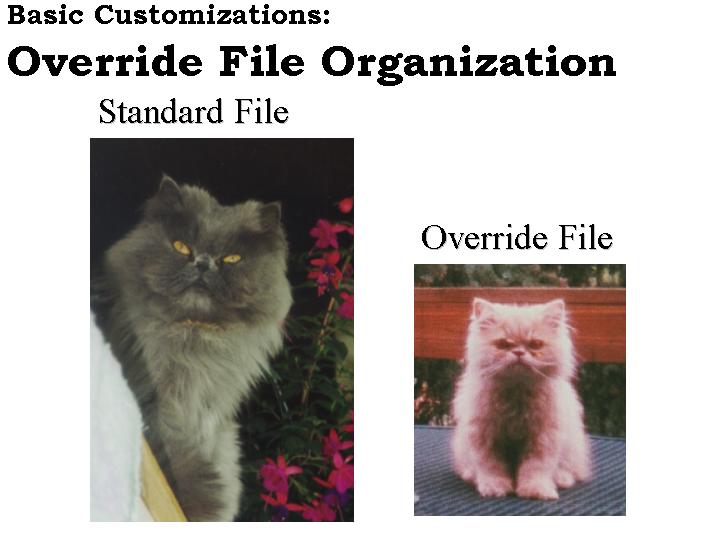 Basic Customizations:
Override File Organization
Standard File
Override File